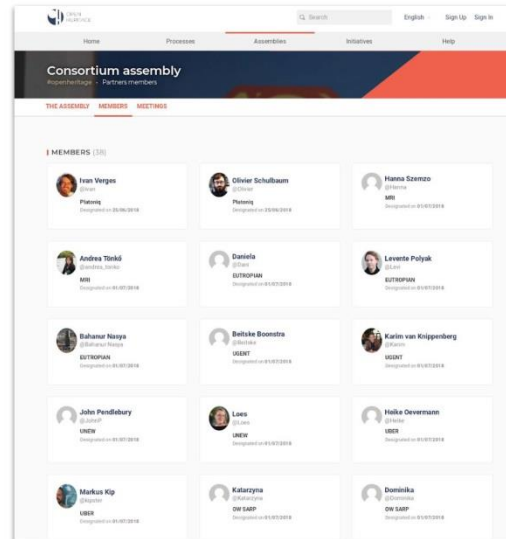 OPEN
HERITAGE
Search
English
Sign Up
Sign In
Home
Processes
Assemblies
Initiatives
Help
Consortium assembly
#openheritage • Partners members
THE ASSEMBLY
MEMBERS
MEETINGS
MEMBERS (38)
Ivan Verges
@ivan
Platoniq
Designated on 25/06/2018
Olivier Schulbaum
@Olivier
Platoniq
Designated on 25/06/2018
Hanna Szemzo
@Hanna
MRI
Designated on 01/07/2018
Andrea Tönkö
@andrea_tonko
MRI
Designated on 01/07/2018
Daniela
@Dani
EUTROPIAN
Designated on 01/07/2018
Levente Polyak
@Levi
EUTROPIAN
Designated on 01/07/2018
Bahanur Nasya
@Bahanur Nasya
EUTROPIAN
Designated on 01/07/2018
Beitske Boonstra
@Beitske
UGENT
Designated on 01/07/2018
Karim van Knippenberg
@Karim
UGENT
Designated on 01/07/2018
John Pendlebury
@JohnP
UNEW
Designated on 01/07/2018
Loes
@Loes
UNEW
Designated on 01/07/2018
Heike Oevermann
@Heike
UBER
Designated on 01/07/2018
Markus Kip
UBER
Designated on 01/07/2018
Katarzyna
@Katarzyna
OW SARP
Designated on 01/07/2018
Dominika
@Dominika
OW SARP
Designated on 01/07/2018